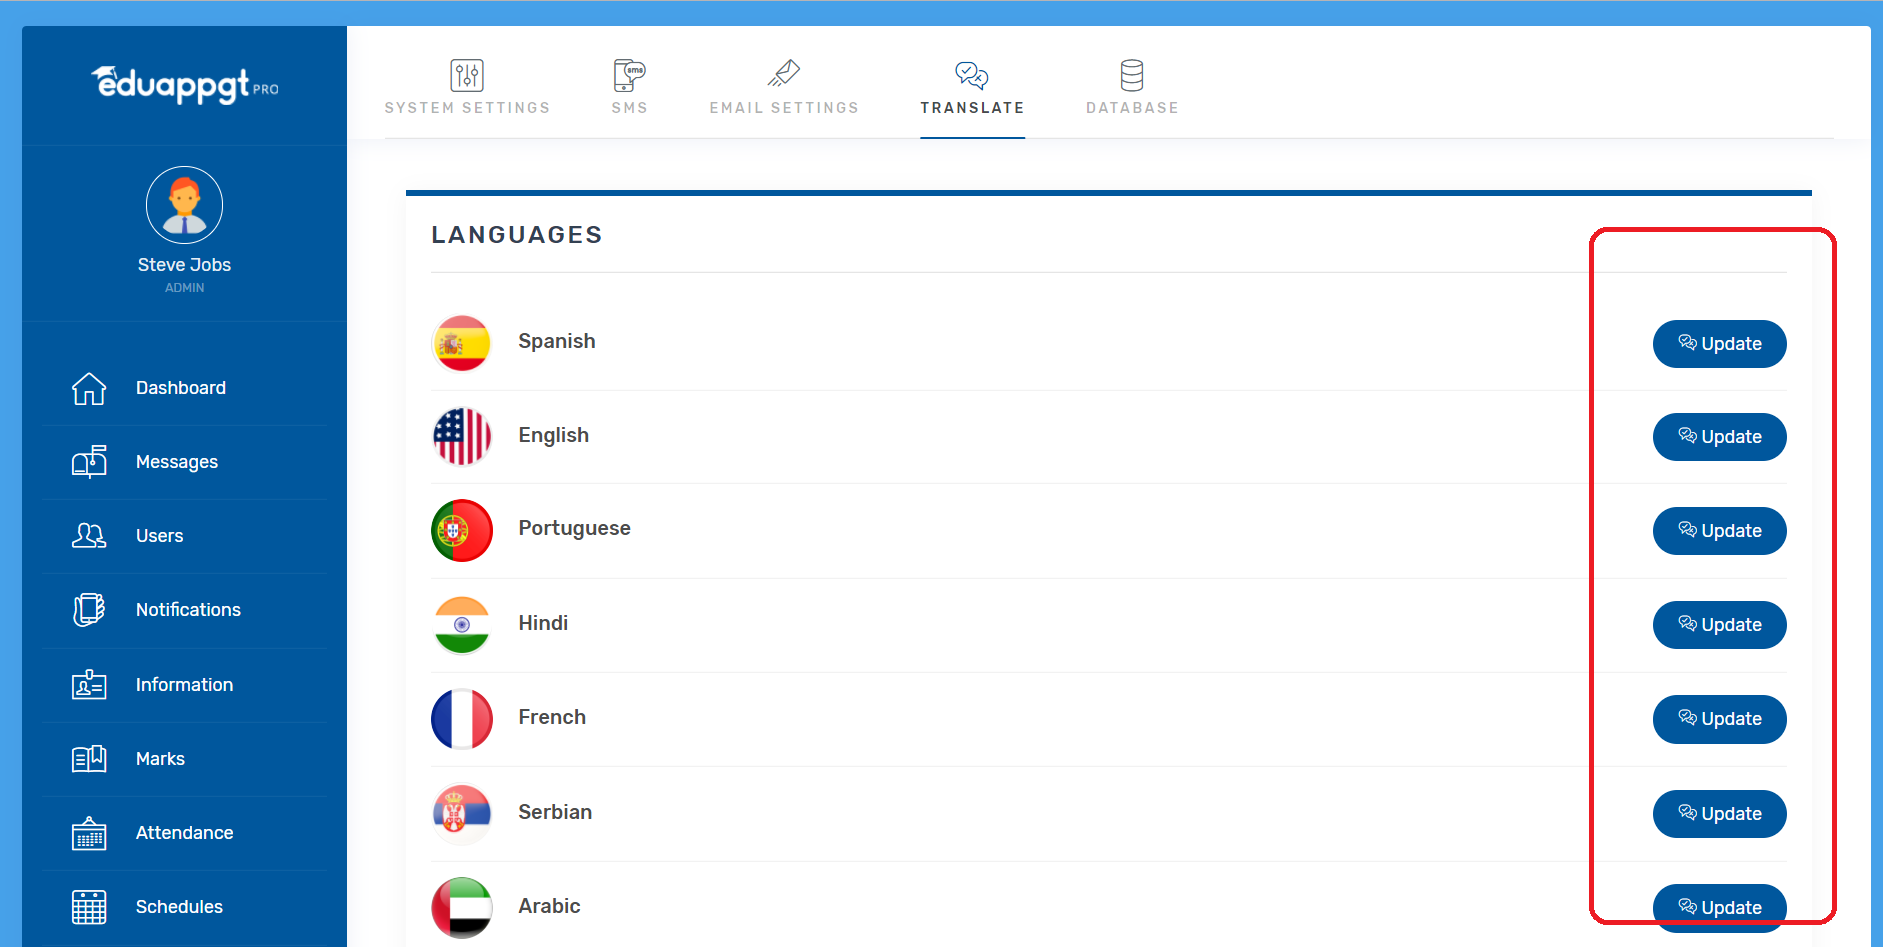 eduappgt PRO
Steve Jobs
ADMIN
Dashboard
Messages
Users
Notifications
Information
Marks
Attendance
Schedules
SYSTEM SETTINGS
sms
SMS
EMAIL SETTINGS
TRANSLATE
DATABASE
LANGUAGES
Spanish
Update
English
Update
Portuguese
Update
Hindi
Update
French
Update
Serbian
Update
Arabic
Update